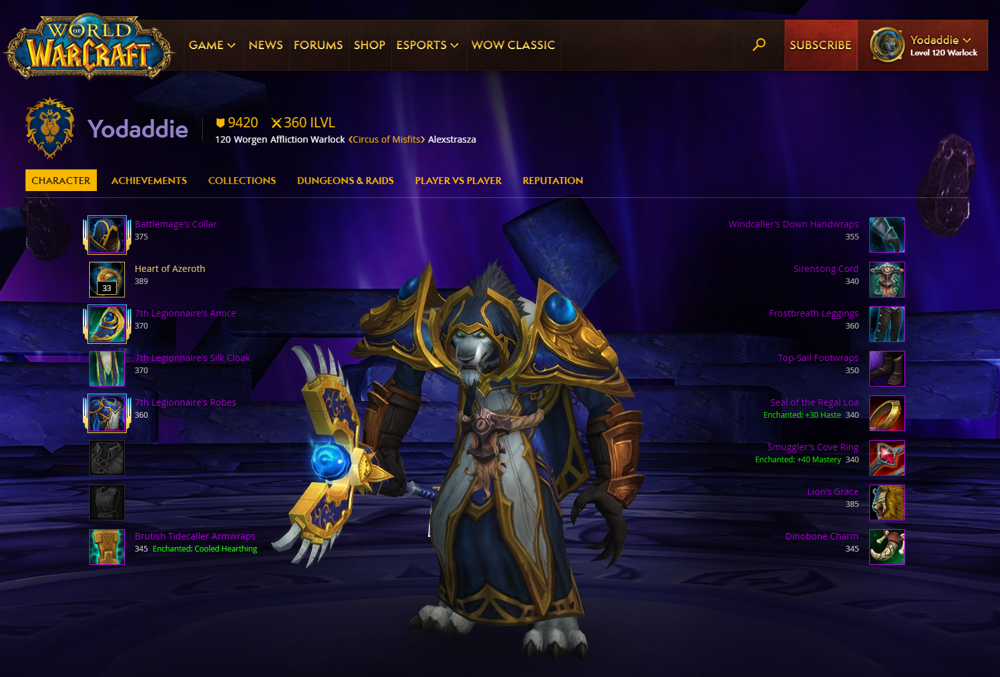 WORLD OF WARCRAFT
GAME NEWS FORUMS SHOP ESPORTS WOW CLASSIC SUBSCRIBE
Yodaddie
Level 120 Warlock
Yodaddie
9420 360 ILVL
120 Worgen Affliction Warlock <Circus of Misfits> Alexstrasza
CHARACTER ACHIEVEMENTS COLLECTIONS DUNGEONS & RAIDS PLAYER VS PLAYER REPUTATION
Battlemage's Collar
375
Heart of Azeroth
389
33
7th Legionnaire's Amice
370
7th Legionnaire's Silk Cloak
370
7th Legionnaire's Robes
360
Brutish Tidecaller Armwraps
345 Enchanted: Cooled Hearthing
Windcaller's Down Handwraps
355
Sirensong Cord
340
Frostbreath Leggings
360
Top-Sail Footwraps
350
Seal of the Regal Loa
Enchanted: +30 Haste 340
Smuggler's Cove Ring
Enchanted: +40 Mastery 340
Lion's Grace
385
Dinobone Charm
345